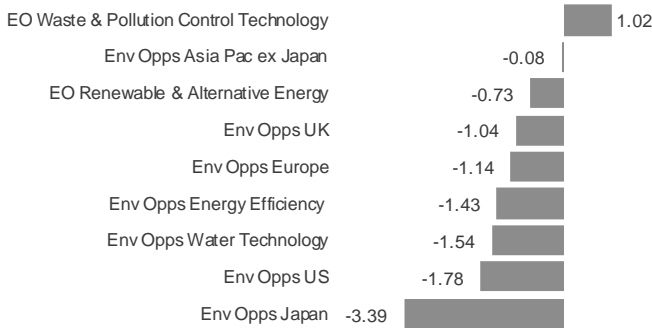 EO Waste & Pollution Control Technology 1.02
Env Opps Asia Pac ex Japan -0.08
EO Renewable & Alternative Energy -0.73
Env Opps UK -1.04
Env Opps Europe -1.14
Env Opps Energy Efficiency -1.43
Env Opps Water Technology -1.54
Env Opps US -1.78
Env Opps Japan -3.39